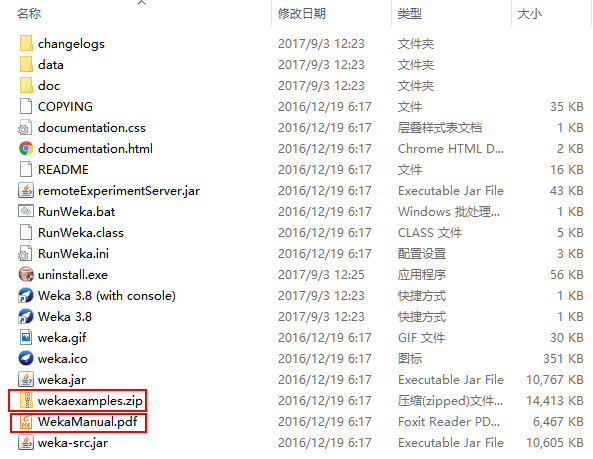 名称 修改日期 类型 大小
changelogs 2017/9/3 12:23 文件夹
data 2017/9/3 12:23 文件夹
doc 2017/9/3 12:23 文件夹
COPYING 2016/12/19 6:17 文件 35 KB
documentation.css 2016/12/19 6:17 层叠样式表文档 1 KB
documentation.html 2016/12/19 6:17 Chrome HTML D... 2 KB
README 2016/12/19 6:17 文件 16 KB
remoteExperimentServer.jar 2016/12/19 6:17 Executable Jar File 43 KB
RunWeka.bat 2016/12/19 6:17 Windows 批处理... 1 KB
RunWeka.class 2016/12/19 6:17 CLASS 文件 5 KB
RunWeka.ini 2016/12/19 6:17 配置设置 3 KB
uninstall.exe 2017/9/3 12:25 应用程序 56 KB
Weka 3.8 (with console) 2017/9/3 12:23 快捷方式 1 KB
Weka 3.8 2017/9/3 12:23 快捷方式 1 KB
weka.gif 2016/12/19 6:17 GIF 文件 30 KB
weka.ico 2016/12/19 6:17 图标 351 KB
weka.jar 2016/12/19 6:17 Executable Jar File 10,767 KB
wekaexamples.zip 2016/12/19 6:17 压缩(zipped)文件... 14,413 KB
WekaManual.pdf 2016/12/19 6:17 Foxit Reader PD... 6,467 KB
weka-src.jar 2016/12/19 6:17 Executable Jar File 10,605 KB